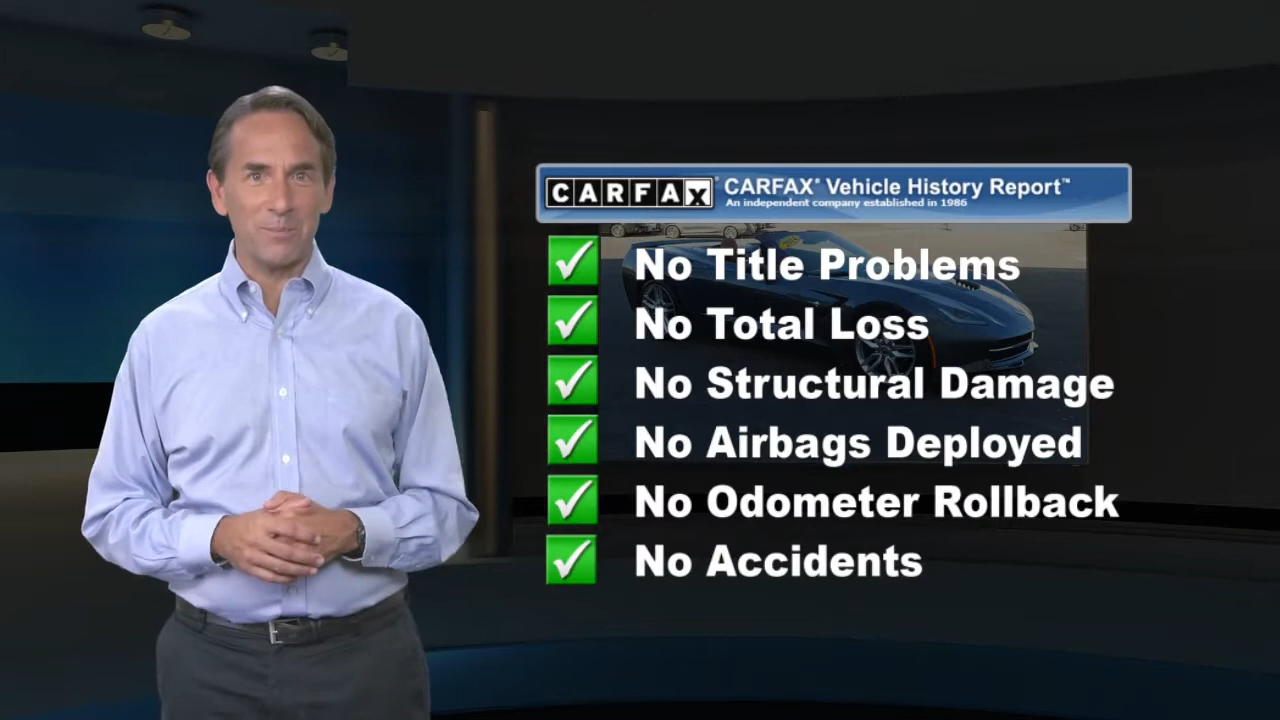 CARFAX® CARFAX® Vehicle History Report™
An independent company established in 1986
No Title Problems
No Total Loss
No Structural Damage
No Airbags Deployed
No Odometer Rollback
No Accidents